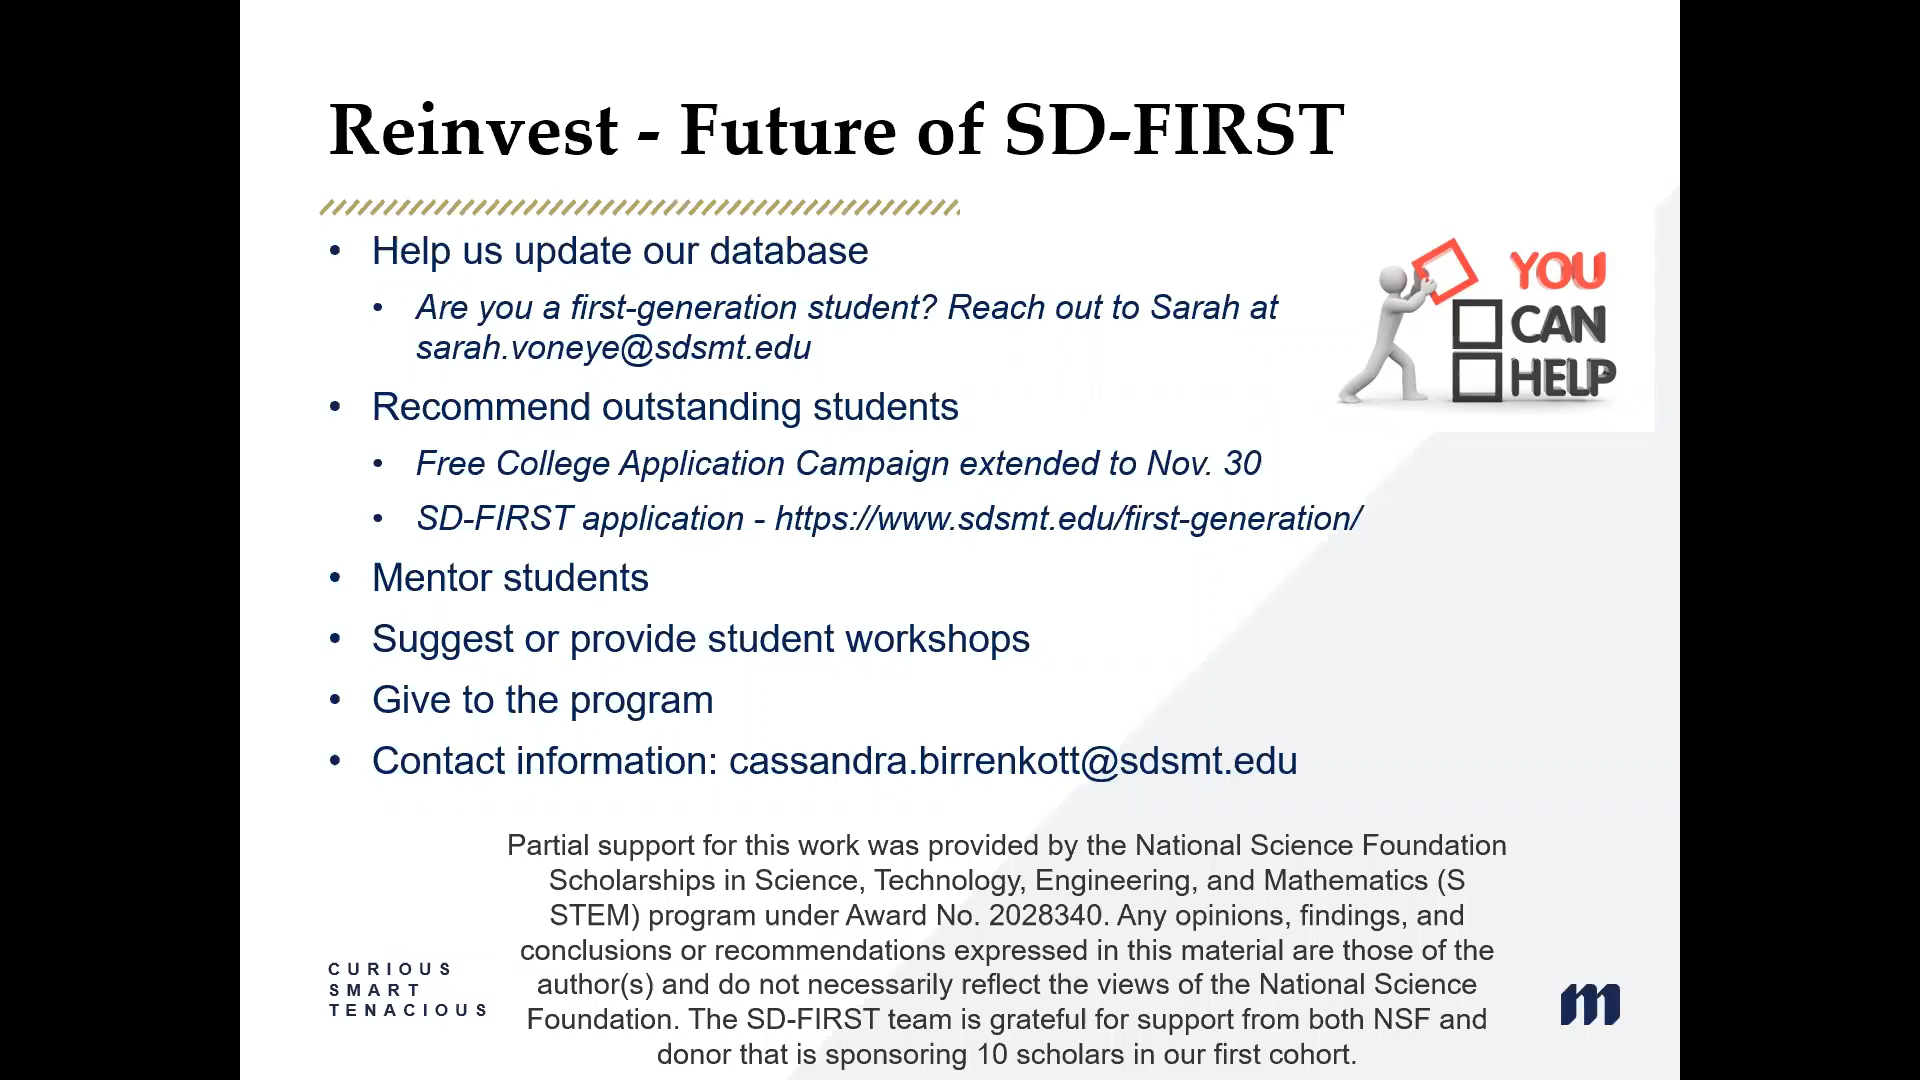 Reinvest - Future of SD-FIRST
• Help us update our database
• Are you a first-generation student? Reach out to Sarah at
sarah.voneye@sdsmt.edu
• Recommend outstanding students
• Free College Application Campaign extended to Nov. 30
• SD-FIRST application - https://www.sdsmt.edu/first-generation/
• Mentor students
• Suggest or provide student workshops
• Give to the program
• Contact information: cassandra.birrenkott@sdsmt.edu
YOU
CAN
HELP
Partial support for this work was provided by the National Science Foundation
Scholarships in Science, Technology, Engineering, and Mathematics (S
STEM) program under Award No. 2028340. Any opinions, findings, and
conclusions or recommendations expressed in this material are those of the
author(s) and do not necessarily reflect the views of the National Science
Foundation. The SD-FIRST team is grateful for support from both NSF and
donor that is sponsoring 10 scholars in our first cohort.
CURIOUS
SMART
TENACIOUS
m